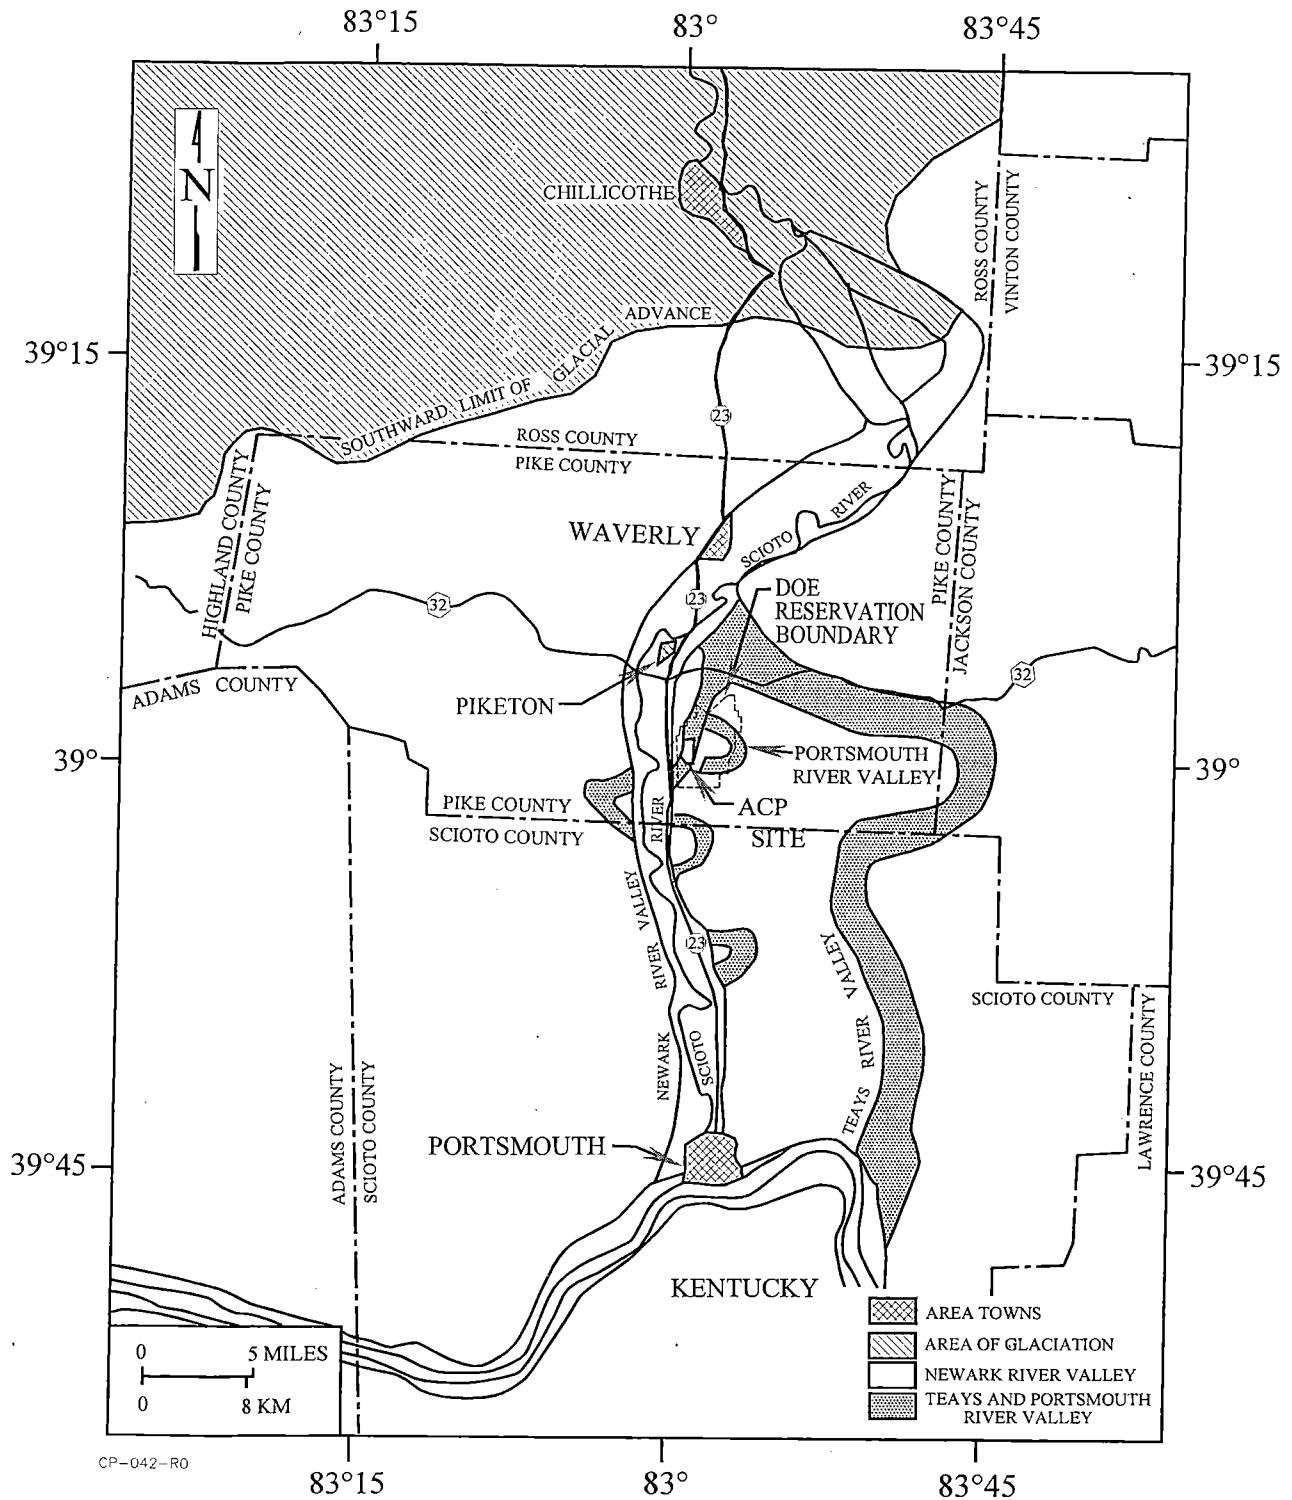 83°15
83°
83°45
N
CHILLICOTHE
ROSS COUNTY
VINTON COUNTY
ADVANCE
SOUTHWARD LIMIT OF GLACIAL
39°15
39°15
23
ROSS COUNTY
PIKE COUNTY
HIGHLAND COUNTY
PIKE COUNTY
WAVERLY
SCIOTO RIVER
PIKE COUNTY
JACKSON COUNTY
32
23
DOE
RESERVATION
BOUNDARY
32
ADAMS COUNTY
PIKETON
39°
PORTSMOUTH
RIVER VALLEY
39°
PIKE COUNTY
SCIOTO COUNTY
RIVER
ACP
SITE
NEWARK RIVER VALLEY
23
TEAYS RIVER VALLEY
SCIOTO COUNTY
LAWRENCE COUNTY
SCIOTO
ADAMS COUNTY
SCIOTO COUNTY
PORTSMOUTH
39°45
39°45
KENTUCKY
AREA TOWNS
AREA OF GLACIATION
NEWARK RIVER VALLEY
TEAYS AND PORTSMOUTH
RIVER VALLEY
0 5 MILES
0 8 KM
CP-042-R0
83°15
83°
83°45